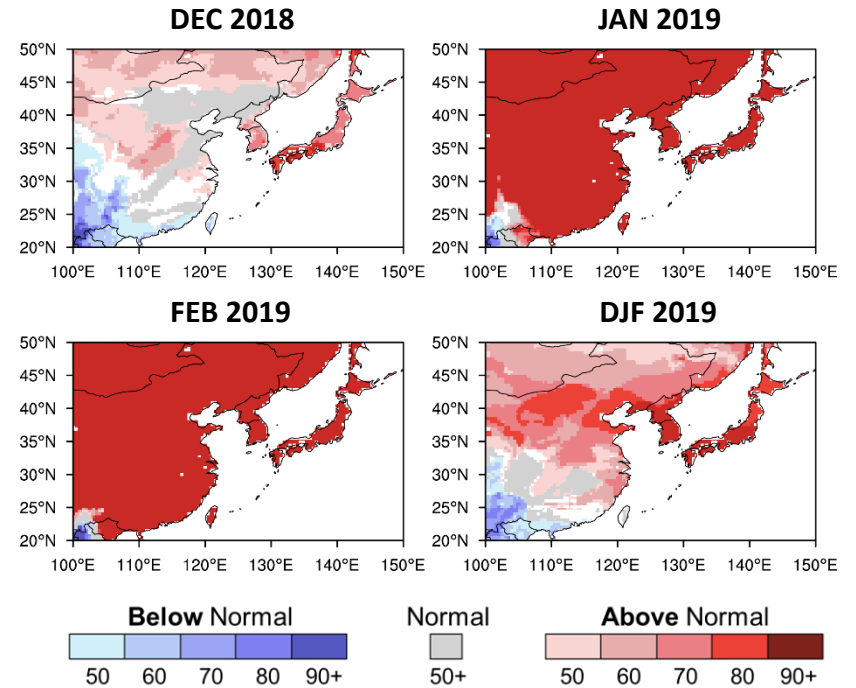 DEC 2018 JAN 2019
50°N 50°N
45°N 45°N
40°N 40°N
35°N 35°N
30°N 30°N
25°N 25°N
20°N 20°N
100°E 110°E 120°E 130°E 140°E 150°E 100°E 110°E 120°E 130°E 140°E 150°E
FEB 2019 DJF 2019
50°N 50°N
45°N 45°N
40°N 40°N
35°N 35°N
30°N 30°N
25°N 25°N
20°N 20°N
100°E 110°E 120°E 130°E 140°E 150°E 100°E 110°E 120°E 130°E 140°E 150°E
Below Normal Normal Above Normal
50 60 70 80 90+ 50+ 50 60 70 80 90+